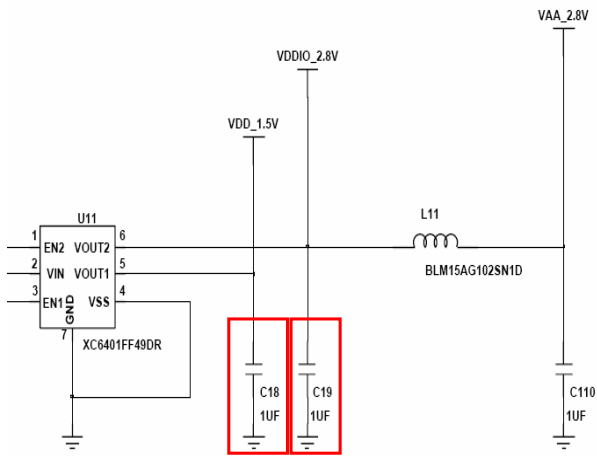 VAA_2.8V
VDDIO_2.8V
VDD_1.5V
U11
L11
BLM15AG102SN1D
1 EN2 VOUT2 6
2 VIN VOUT1 5
3 EN1 VSS 4
GND
7
XC6401FF49DR
C18
1UF
C19
1UF
C110
1UF